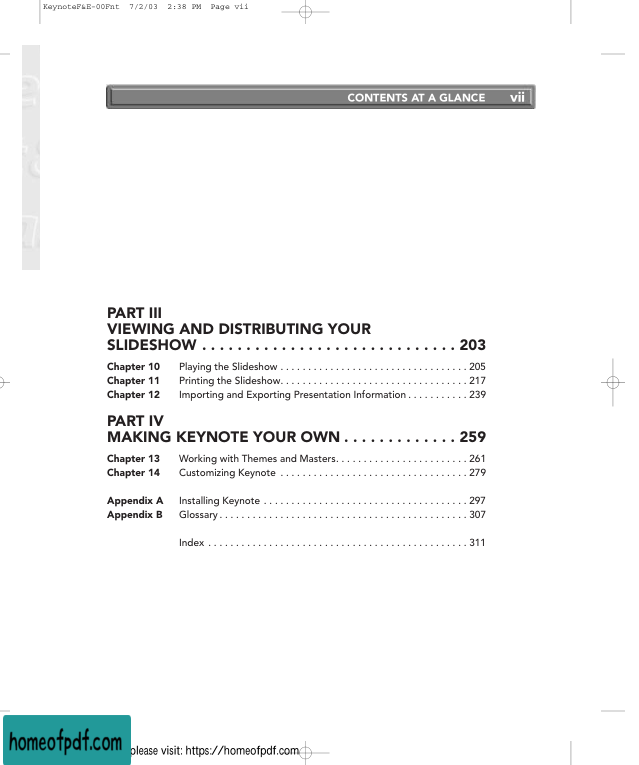 KeynoteF&E-00Fnt 7/2/03 2:38 PM Page vii
CONTENTS AT A GLANCE vii
PART III
VIEWING AND DISTRIBUTING YOUR
SLIDESHOW . . . . . . . . . . . . . . . . . . . . . . . . . . . . . 203
Chapter 10 Playing the Slideshow . . . . . . . . . . . . . . . . . . . . . . . . . . . . . . . . . . 205
Chapter 11 Printing the Slideshow. . . . . . . . . . . . . . . . . . . . . . . . . . . . . . . . . . 217
Chapter 12 Importing and Exporting Presentation Information . . . . . . . . . . . 239
PART IV
MAKING KEYNOTE YOUR OWN . . . . . . . . . . . . . 259
Chapter 13 Working with Themes and Masters. . . . . . . . . . . . . . . . . . . . . . . . 261
Chapter 14 Customizing Keynote . . . . . . . . . . . . . . . . . . . . . . . . . . . . . . . . . . 279
Appendix A Installing Keynote . . . . . . . . . . . . . . . . . . . . . . . . . . . . . . . . . . . . . 297
Appendix B Glossary . . . . . . . . . . . . . . . . . . . . . . . . . . . . . . . . . . . . . . . . . . . . . 307
Index . . . . . . . . . . . . . . . . . . . . . . . . . . . . . . . . . . . . . . . . . . . . . . . 311
homeofpdf.com
please visit: https://homeofpdf.com